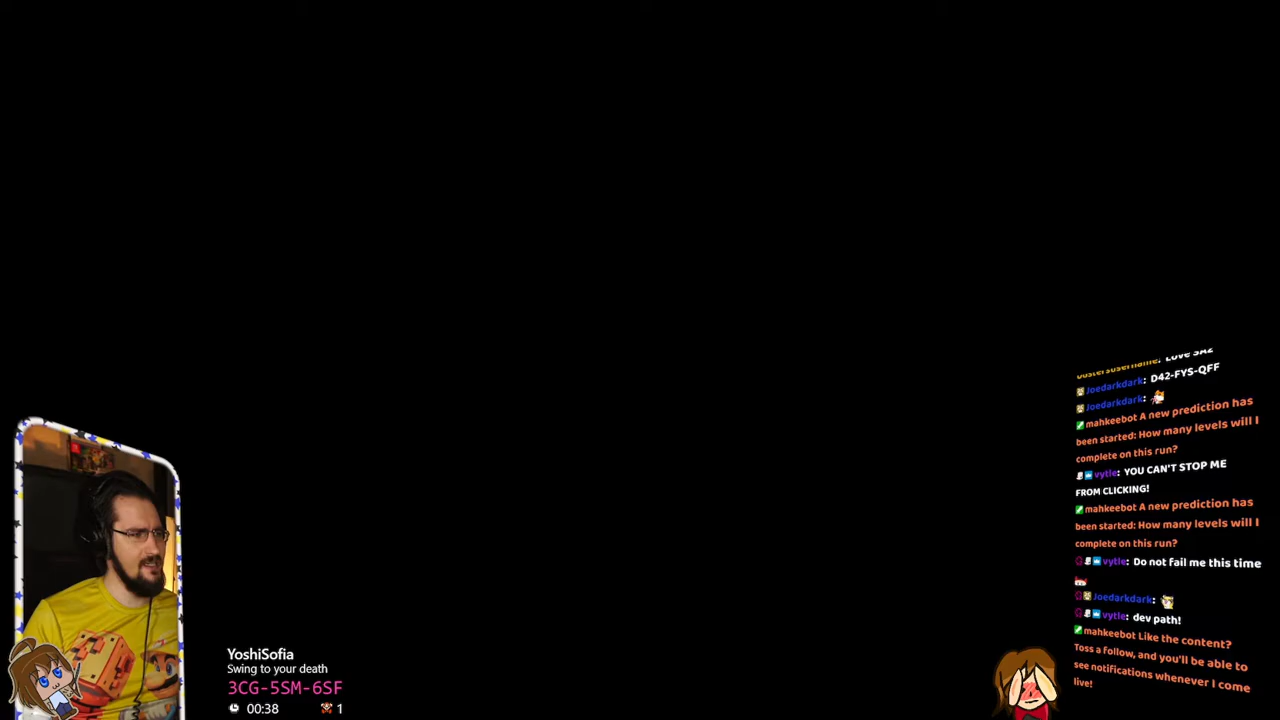 Love SA2
Joedarkdark: D42-FYS-QFF
Joedarkdark:
mahkeebot A new prediction has
been started: How many levels will I
complete on this run?
vytle: YOU CAN'T STOP ME
FROM CLICKING!
mahkeebot A new prediction has
been started: How many levels will I
complete on this run?
vytle: Do not fail me this time
Joedarkdark:
vytle: dev path!
mahkeebot Like the content?
Toss a follow, and you'll be able to
see notifications whenever I come
live!
YoshiSofia
Swing to your death
3CG-5SM-6SF
00:38 1